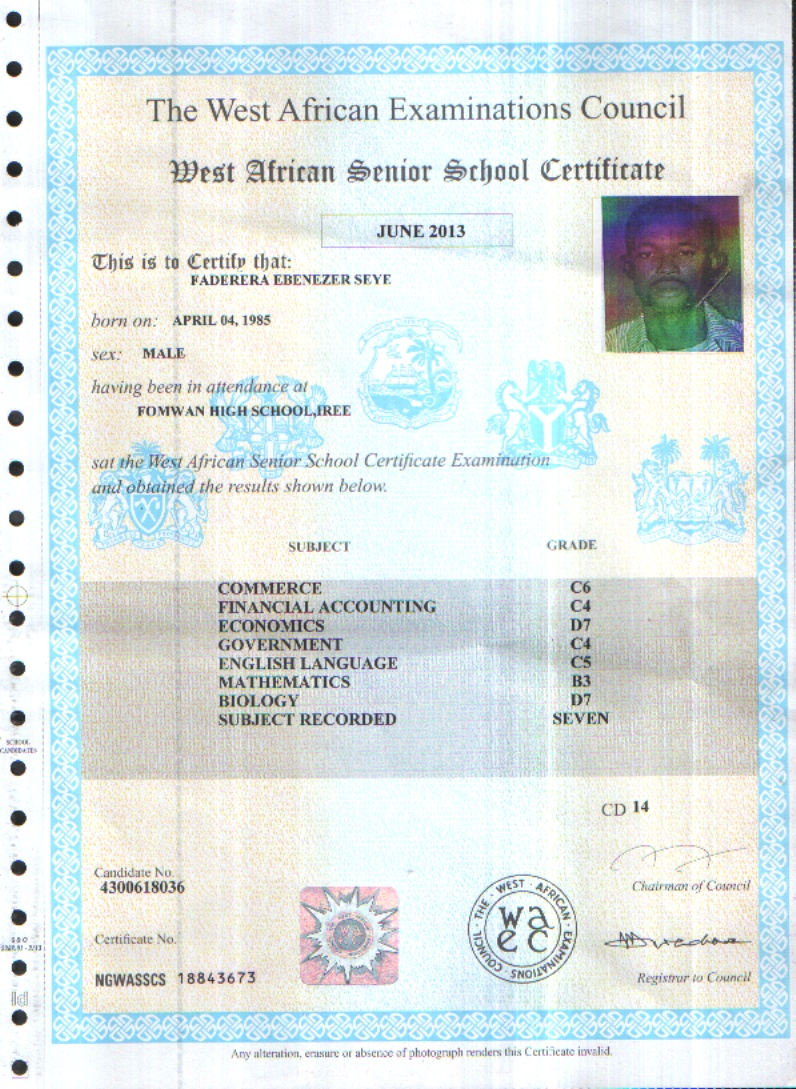 The West African Examinations Council
West African Senior School Certificate
JUNE 2013
This is to Certify that:
FADERERA EBENEZER SEYE
born on: APRIL 04, 1985
sex: MALE
having been in attendance at
FOMWAN HIGH SCHOOL,IREE
sat the West African Senior School Certificate Examination
and obtained the results shown below.
SUBJECT GRADE
COMMERCE C6
FINANCIAL ACCOUNTING C4
ECONOMICS D7
GOVERNMENT C4
ENGLISH LANGUAGE C5
MATHEMATICS B3
BIOLOGY D7
SUBJECT RECORDED SEVEN
SCHOOL
CANDIDATES
CD 14
Candidate No.
4300618036
Chairman of Council
THE · WEST · AFRICAN · EXAMINATIONS · COUNCIL
wa
ec
Certificate No.
NGWASSCS 18843673
Registrar to Council
Any alteration, erasure or absence of photograph renders this Certificate invalid.